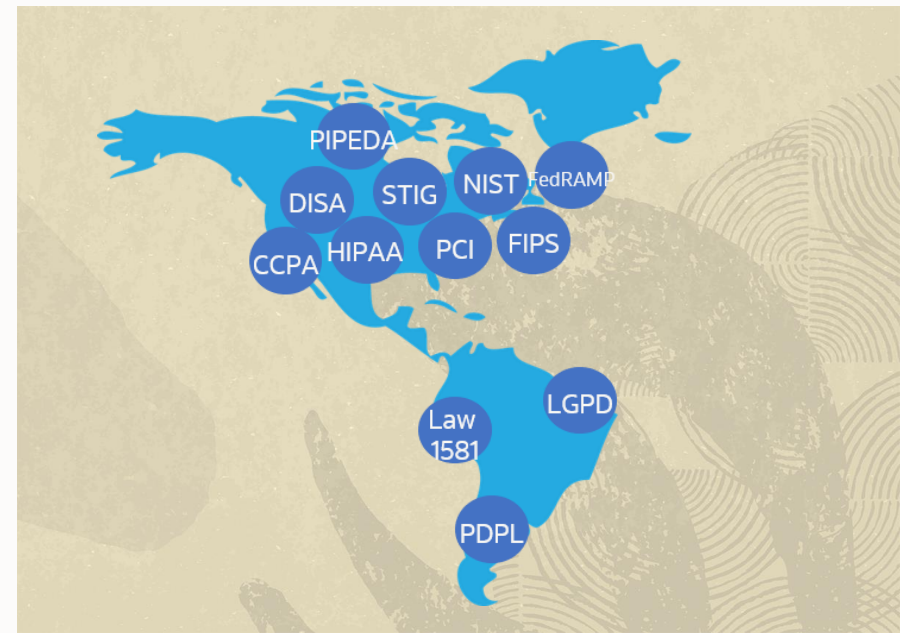 PIPEDA
DISA
STIG
NIST
FedRAMP
CCPA
HIPAA
PCI
FIPS
Law
1581
LGPD
PDPL